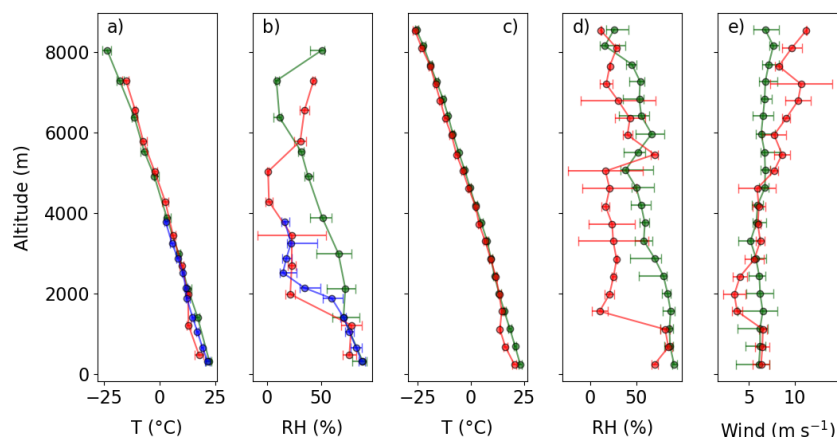 a) b) c) d) e)
8000
6000
4000
2000
0
Altitude (m)
−25 0 25 0 50 −25 0 25 0 50 5 10
T (°C) RH (%) T (°C) RH (%) Wind (m s⁻¹)